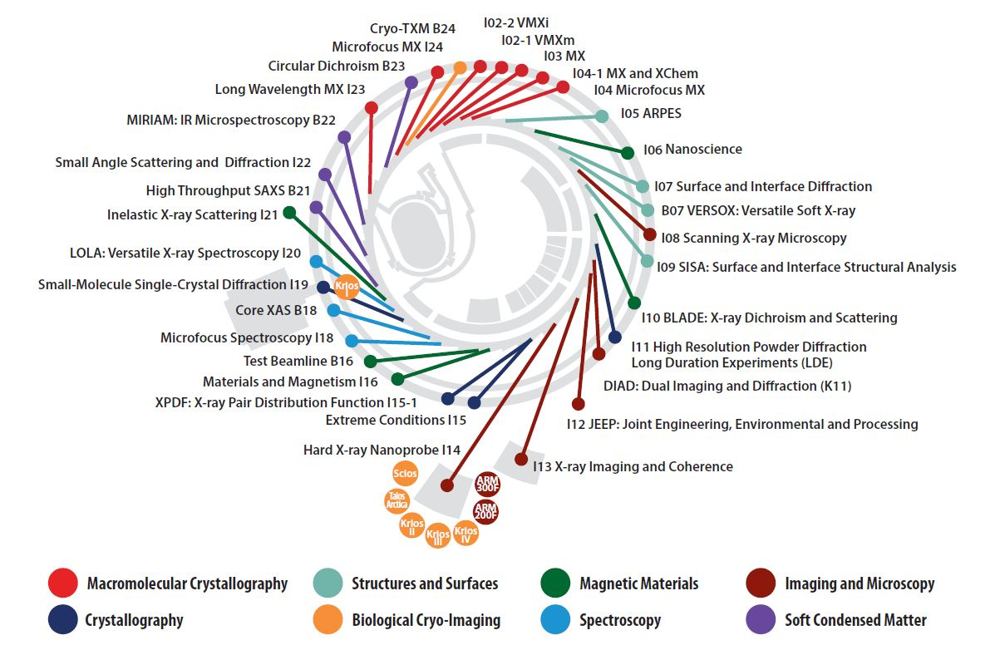 Cryo-TXM B24
Microfocus MX I24
Circular Dichroism B23
Long Wavelength MX I23
MIRIAM: IR Microspectroscopy B22
Small Angle Scattering and Diffraction I22
High Throughput SAXS B21
Inelastic X-ray Scattering I21
LOLA: Versatile X-ray Spectroscopy I20
Small-Molecule Single-Crystal Diffraction I19
Krios
I
Core XAS B18
Microfocus Spectroscopy I18
Test Beamline B16
Materials and Magnetism I16
XPDF: X-ray Pair Distribution Function I15-1
Extreme Conditions I15
Hard X-ray Nanoprobe I14
I02-2 VMXi
I02-1 VMXm
I03 MX
I04-1 MX and XChem
I04 Microfocus MX
I05 ARPES
I06 Nanoscience
I07 Surface and Interface Diffraction
B07 VERSOX: Versatile Soft X-ray
I08 Scanning X-ray Microscopy
I09 SISA: Surface and Interface Structural Analysis
I10 BLADE: X-ray Dichroism and Scattering
I11 High Resolution Powder Diffraction
Long Duration Experiments (LDE)
DIAD: Dual Imaging and Diffraction (K11)
I12 JEEP: Joint Engineering, Environmental and Processing
I13 X-ray Imaging and Coherence
Scios
Talos
Arctica
Krios
II
Krios
III
Krios
IV
ARM
300F
ARM
200F
Macromolecular Crystallography
Structures and Surfaces
Magnetic Materials
Imaging and Microscopy
Crystallography
Biological Cryo-Imaging
Spectroscopy
Soft Condensed Matter